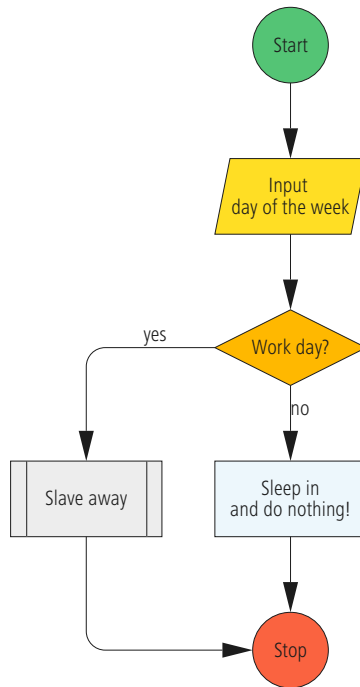 Start
Input
day of the week
Work day?
yes
no
Slave away
Sleep in
and do nothing!
Stop